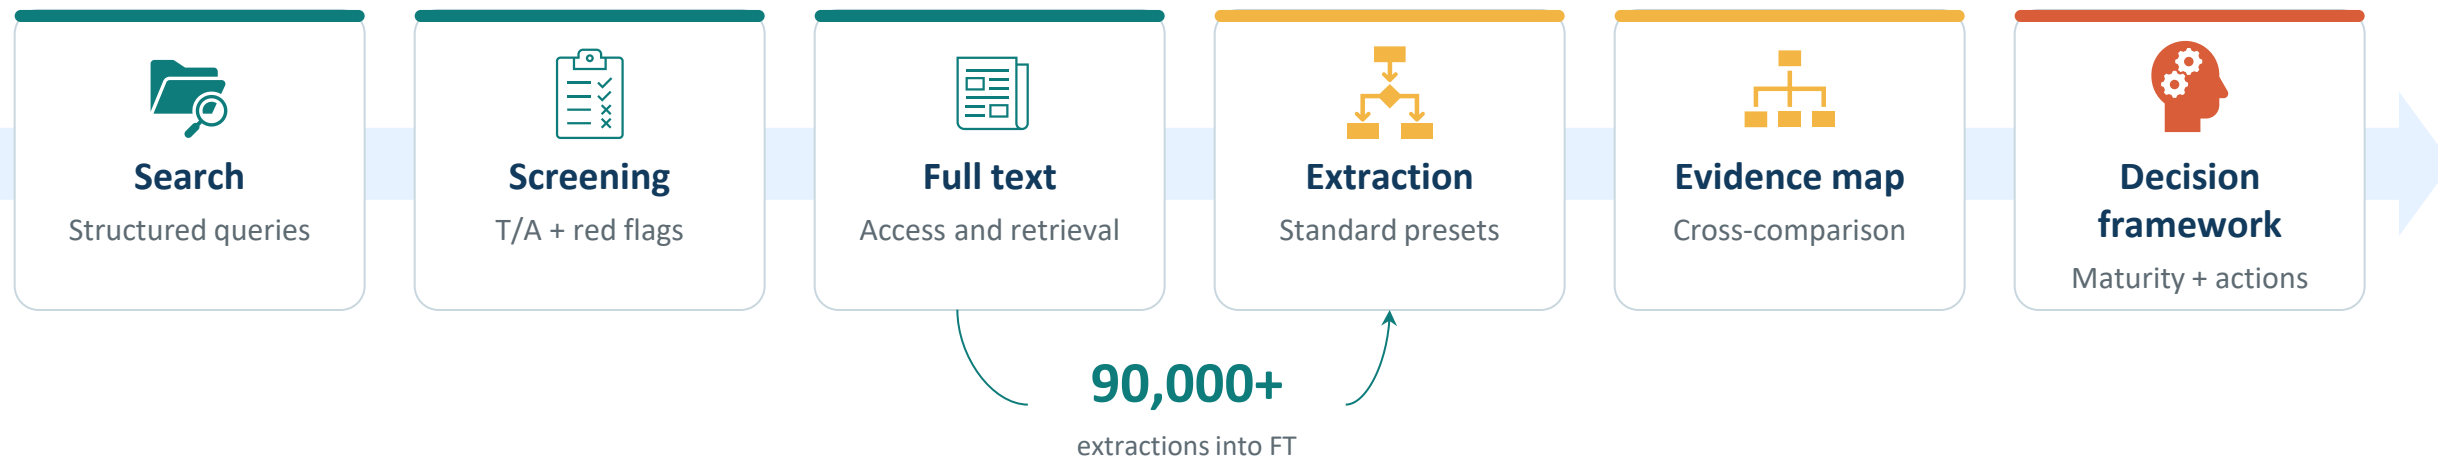 Search
Structured queries
Screening
T/A + red flags
Full text
Access and retrieval
Extraction
Standard presets
Evidence map
Cross-comparison
Decision
framework
Maturity + actions
90,000+
extractions into FT